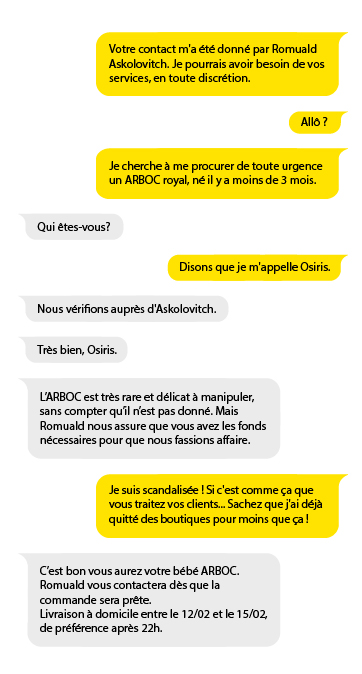 Votre contact m'a été donné par Romuald
Askolovitch. Je pourrais avoir besoin de vos
services, en toute discrétion.
Allô ?
Je cherche à me procurer de toute urgence
un ARBOC royal, né il y a moins de 3 mois.
Qui êtes-vous?
Disons que je m'appelle Osiris.
Nous vérifions auprès d'Askolovitch.
Très bien, Osiris.
L'ARBOC est très rare et délicat à manipuler,
sans compter qu'il n'est pas donné. Mais
Romuald nous assure que vous avez les fonds
nécessaires pour que nous fassions affaire.
Je suis scandalisée ! Si c'est comme ça que
vous traitez vos clients... Sachez que j'ai déjà
quitté des boutiques pour moins que ça !
C'est bon vous aurez votre bébé ARBOC.
Romuald vous contactera dès que la
commande sera prête.
Livraison à domicile entre le 12/02 et le 15/02,
de préférence après 22h.